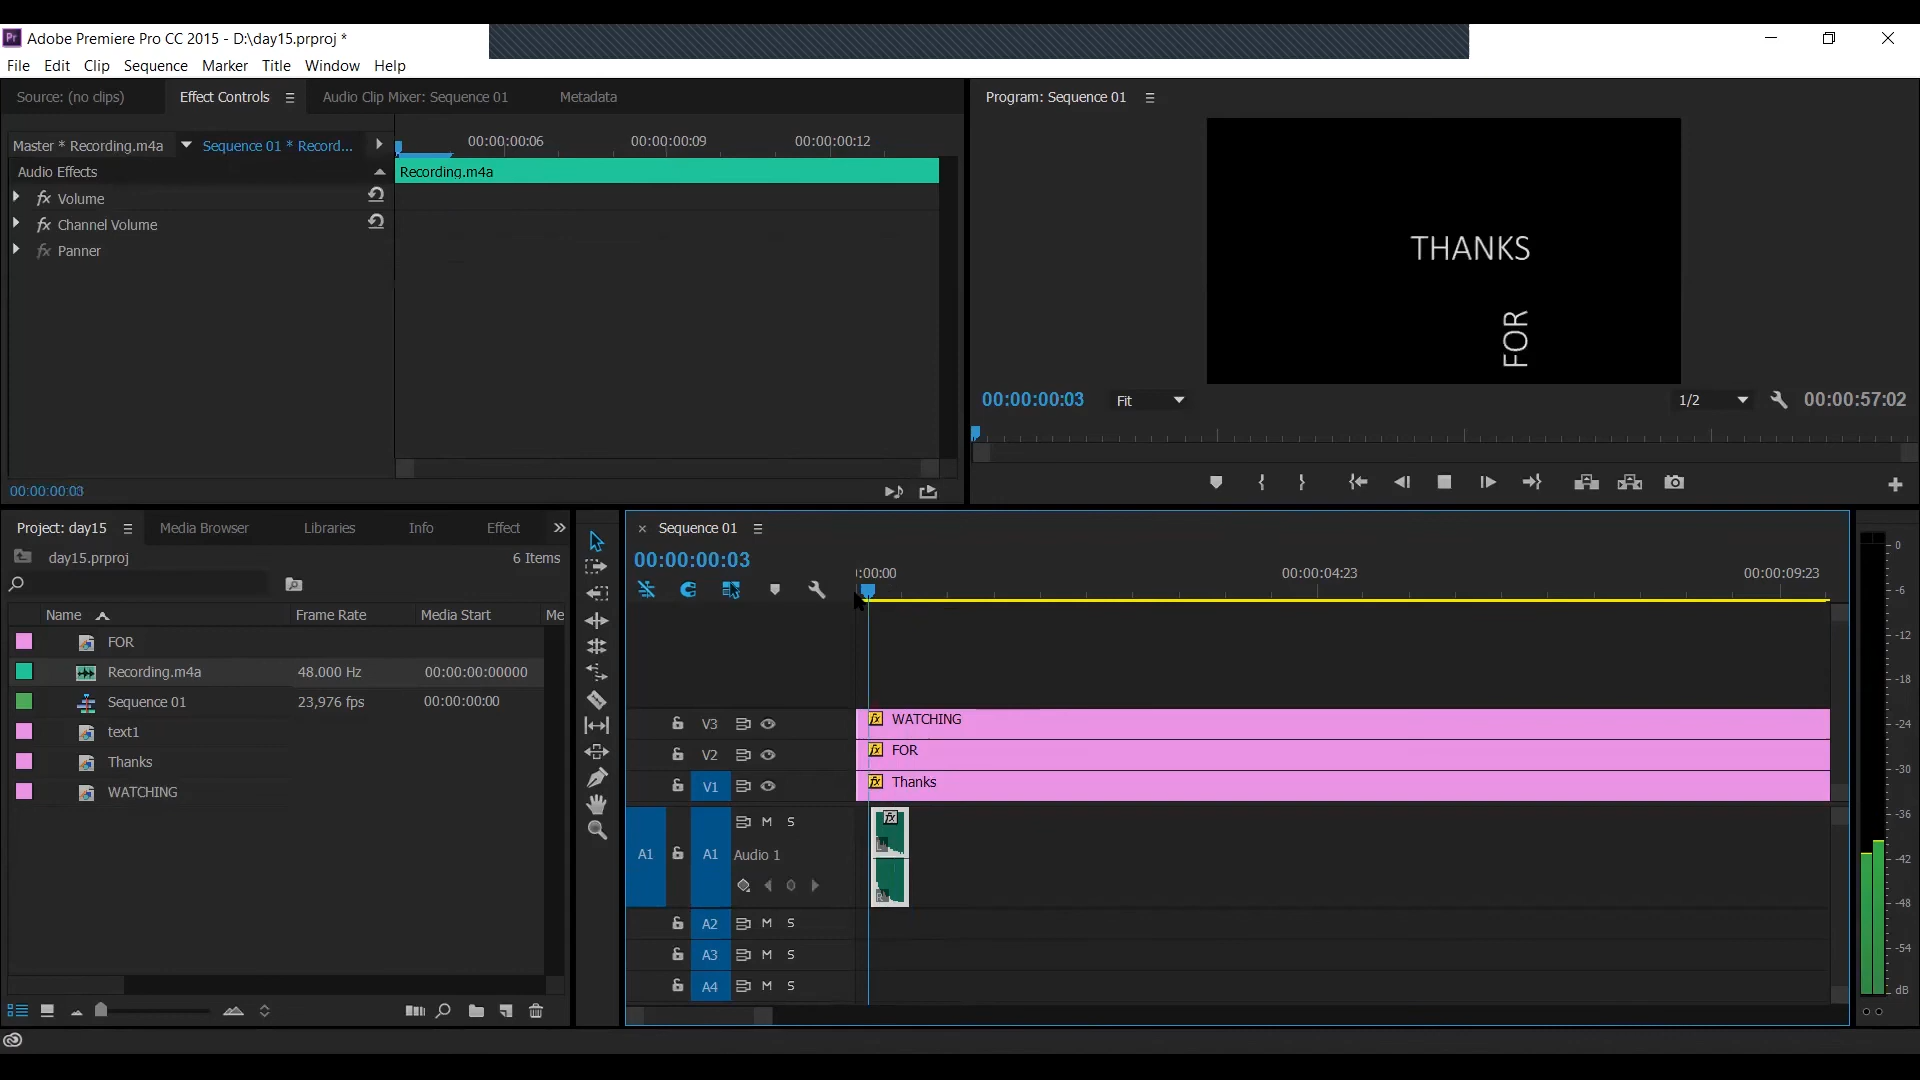 Adobe Premiere Pro CC 2015 - D:\day15.prproj *
File Edit Clip Sequence Marker Title Window Help
Source: (no clips) Effect Controls Audio Clip Mixer: Sequence 01 Metadata
Master * Recording.m4a Sequence 01 * Record...
00:00:00:06 00:00:00:09 00:00:00:12
Audio Effects
Recording.m4a
fx Volume
fx Channel Volume
fx Panner
00:00:00:03
Program: Sequence 01
THANKS
FOR
00:00:00:03 Fit 1/2 00:00:57:02
Project: day15 Media Browser Libraries Info Effect
day15.prproj 6 Items
Name Frame Rate Media Start Me
FOR
Recording.m4a 48.000 Hz 00:00:00:00000
Sequence 01 23,976 fps 00:00:00:00
text1
Thanks
WATCHING
Sequence 01
00:00:00:03
:00:00 00:00:04:23 00:00:09:23
V3 fx WATCHING
V2 fx FOR
V1 fx Thanks
M S fx
A1 A1 Audio 1 L
R
A2 M S
A3 M S
A4 M S
0
-6
-12
-18
-24
-30
-36
-42
-48
-54
dB